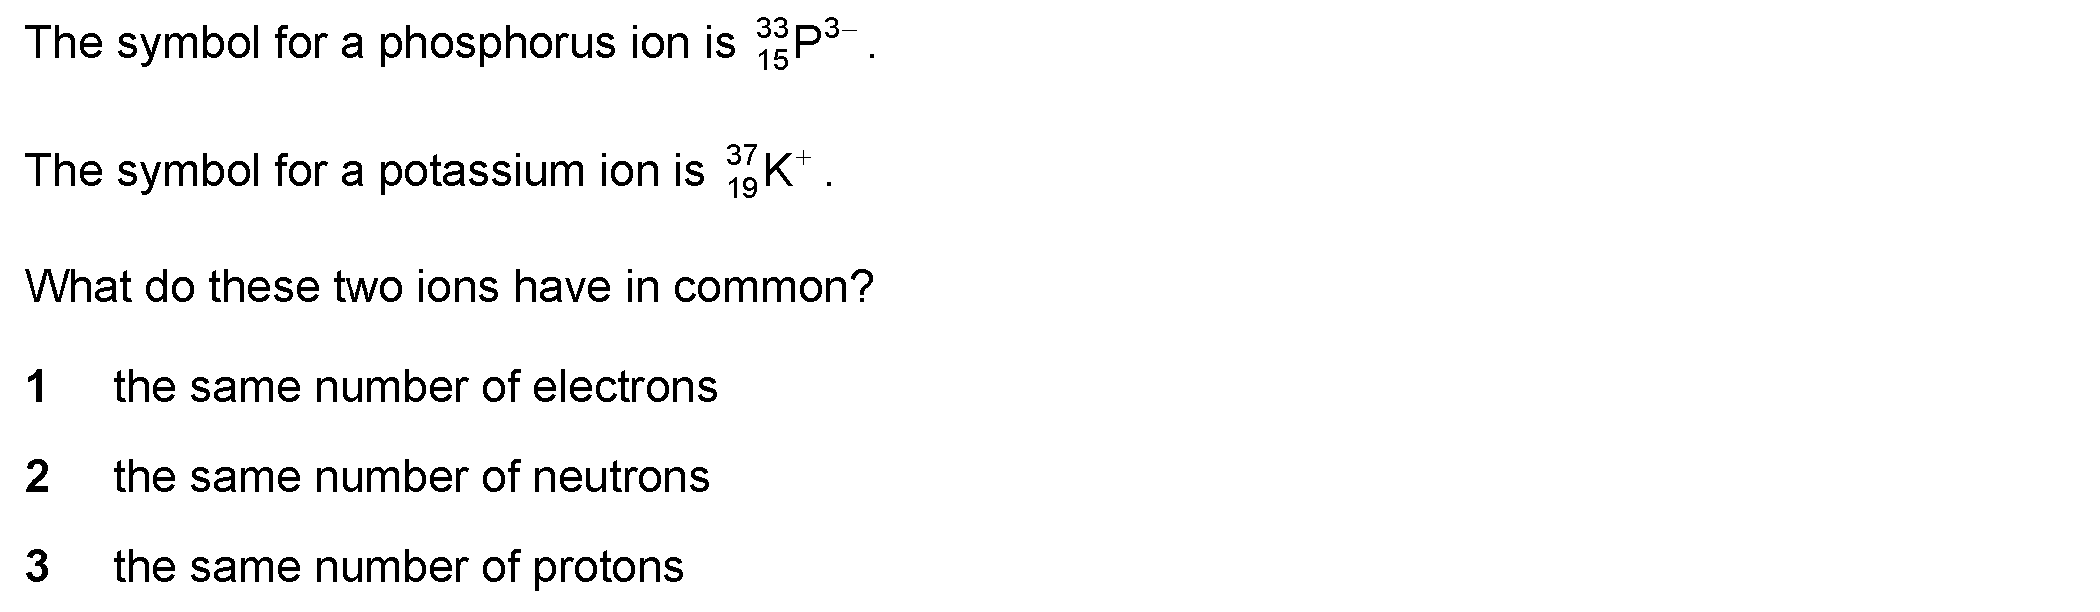 The symbol for a phosphorus ion is ³³₁₅P³⁻ .
The symbol for a potassium ion is ³⁷₁₉K⁺ .
What do these two ions have in common?
1 the same number of electrons
2 the same number of neutrons
3 the same number of protons